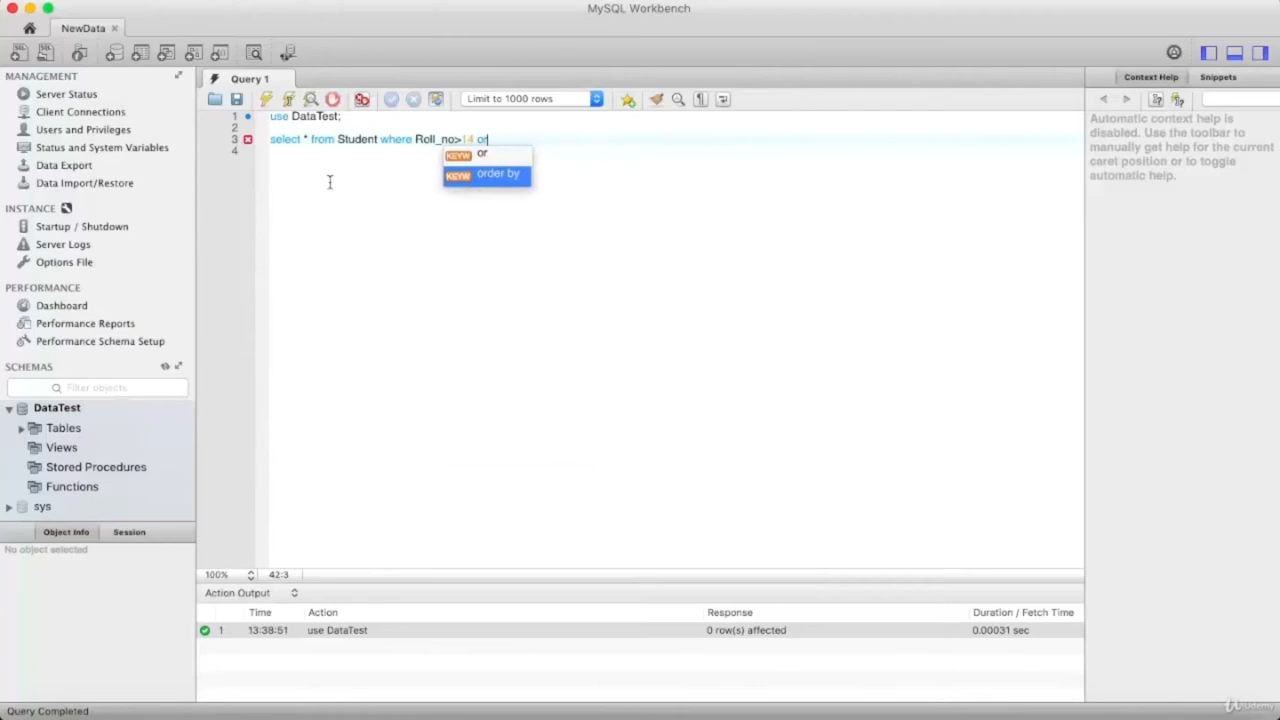 MySQL Workbench
NewData
MANAGEMENT
Server Status
Client Connections
Users and Privileges
Status and System Variables
Data Export
Data Import/Restore
INSTANCE
Startup / Shutdown
Server Logs
Options File
PERFORMANCE
Dashboard
Performance Reports
Performance Schema Setup
SCHEMAS
Filter objects
DataTest
Tables
Views
Stored Procedures
Functions
sys
Object Info Session
No object selected
Query 1
Limit to 1000 rows
1 use DataTest;
2
3 select * from Student where Roll_no>14 or
4
KEYW or
KEYW order by
100% 42:3
Action Output
Time Action Response Duration / Fetch Time
1 13:38:51 use DataTest 0 row(s) affected 0.00031 sec
Context Help Snippets
Automatic context help is
disabled. Use the toolbar to
manually get help for the current
caret position or to toggle
automatic help.
Query Completed
Udemy